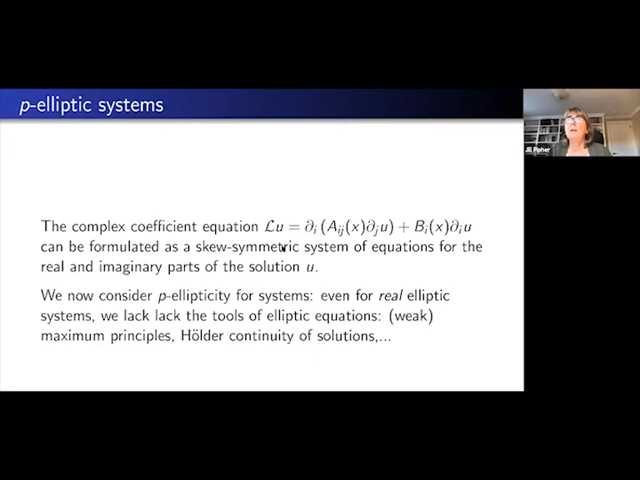 p-elliptic systems
The complex coefficient equation ℒu = ∂ᵢ (Aᵢⱼ(x)∂ⱼu) + Bᵢ(x)∂ᵢu
can be formulated as a skew-symmetric system of equations for the
real and imaginary parts of the solution u.
We now consider p-ellipticity for systems: even for real elliptic
systems, we lack lack the tools of elliptic equations: (weak)
maximum principles, Hölder continuity of solutions,...
Jill Pipher